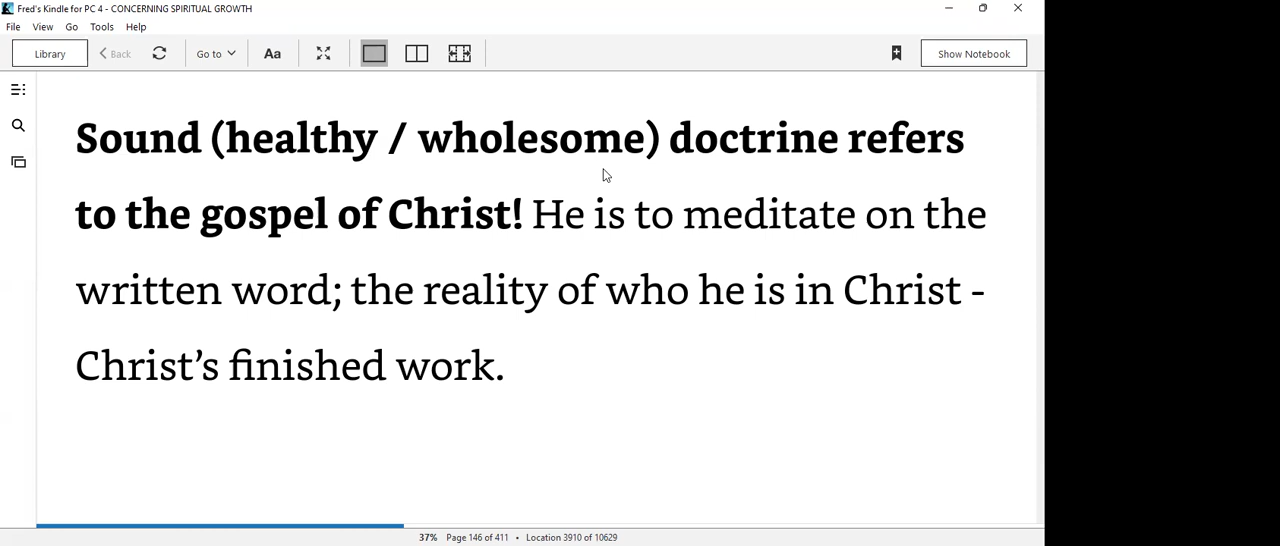 Fred's Kindle for PC 4 - CONCERNING SPIRITUAL GROWTH
File View Go Tools Help
Library Back Go to Aa Show Notebook
Sound (healthy / wholesome) doctrine refers
to the gospel of Christ! He is to meditate on the
written word; the reality of who he is in Christ -
Christ’s finished work.
37% Page 146 of 411 • Location 3910 of 10629